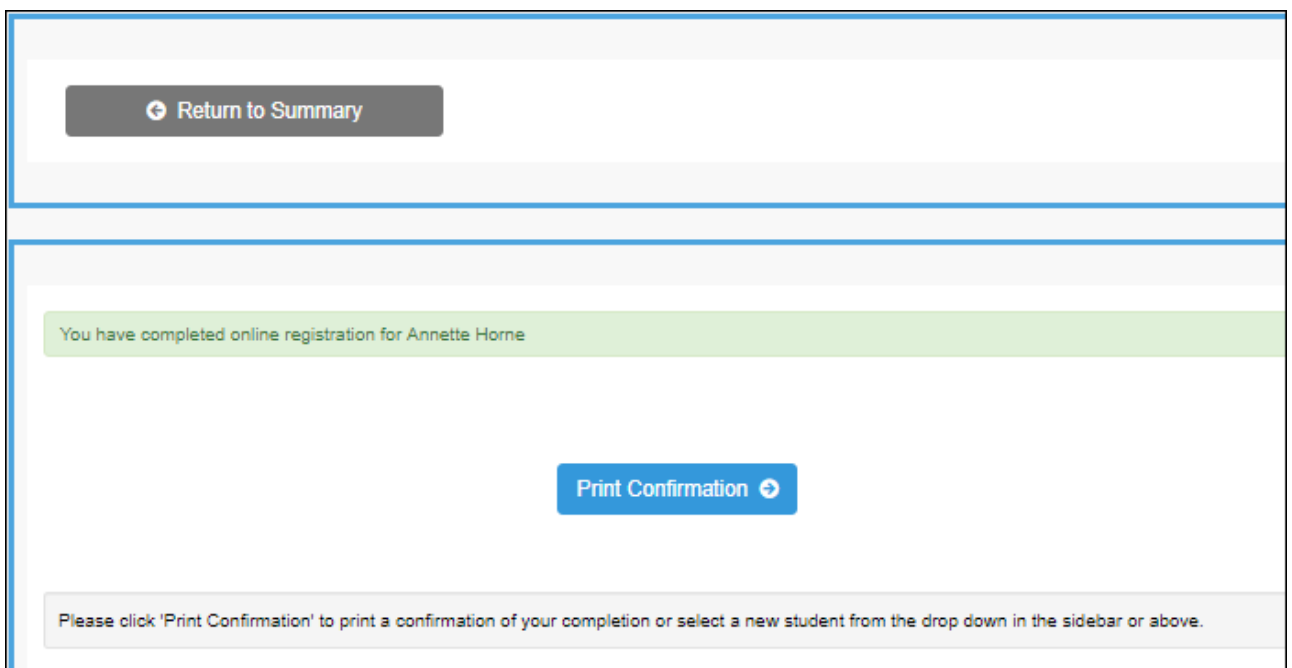 Return to Summary
You have completed online registration for Annette Horne
Print Confirmation
Please click 'Print Confirmation' to print a confirmation of your completion or select a new student from the drop down in the sidebar or above.